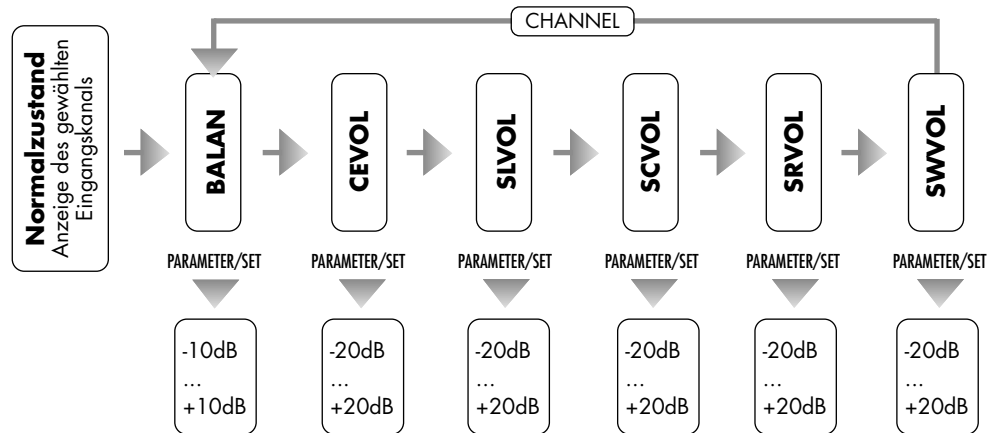 CHANNEL
Normalzustand
Anzeige des gewählten
Eingangskanals
BALAN
CEVOL
SLVOL
SCVOL
SRVOL
SWVOL
PARAMETER/SET
PARAMETER/SET
PARAMETER/SET
PARAMETER/SET
PARAMETER/SET
PARAMETER/SET
-10dB
...
+10dB
-20dB
...
+20dB
-20dB
...
+20dB
-20dB
...
+20dB
-20dB
...
+20dB
-20dB
...
+20dB